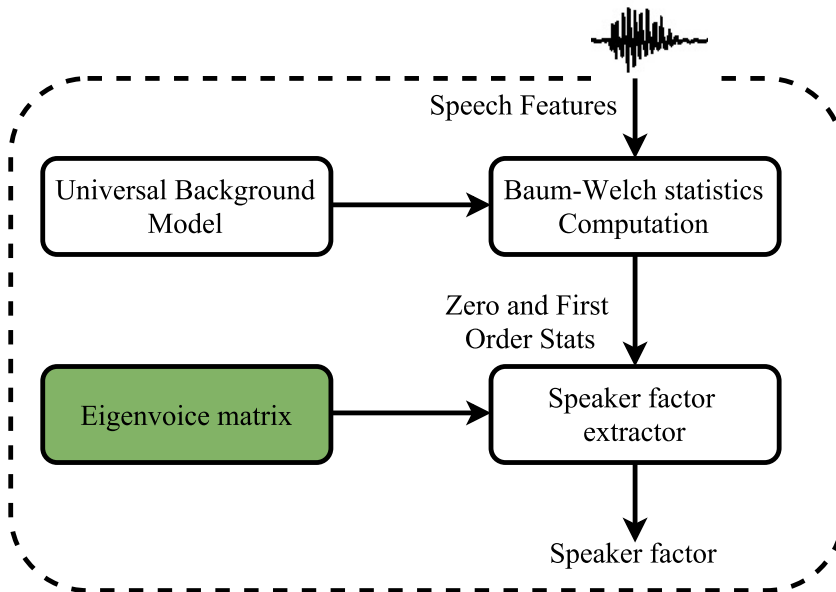 Speech Features
Universal Background
Model
Baum-Welch statistics
Computation
Zero and First
Order Stats
Eigenvoice matrix
Speaker factor
extractor
Speaker factor